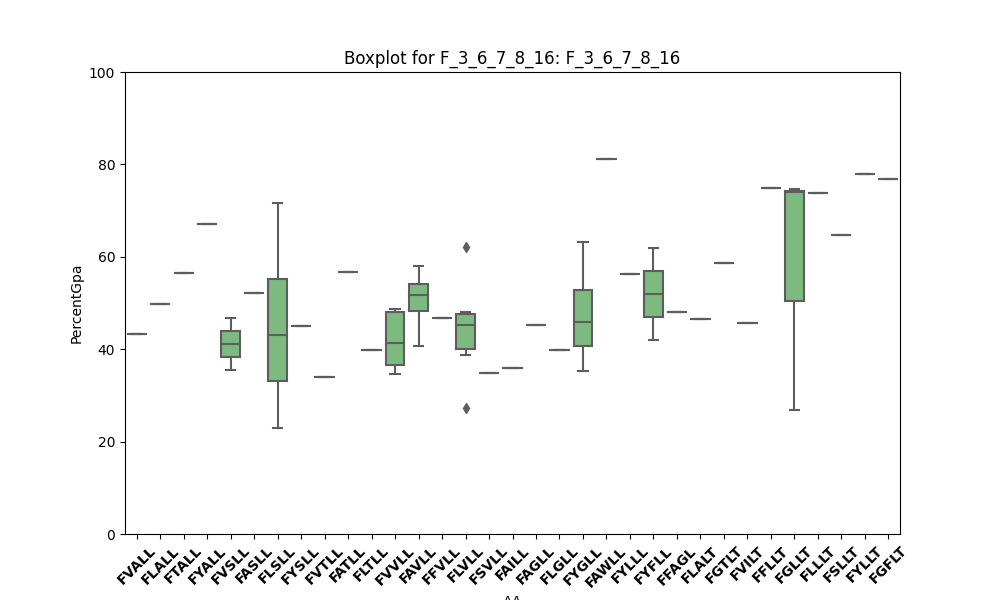 Boxplot for F_3_6_7_8_16: F_3_6_7_8_16
100
80
60
40
20
0
PercentGpa
FVALL
FLALL
FTALL
FYALL
FVSLL
FASLL
FLSLL
FYSLL
FVTLL
FATLL
FLTLL
FVVLL
FAVLL
FFVLL
FLVLL
FSVLL
FAILL
FAGLL
FLGLL
FYGLL
FAWLL
FYLLL
FYFLL
FFAGL
FLALT
FGTLT
FVILT
FFLLT
FGLLT
FLLLT
FSLLT
FYLLT
FGFLT